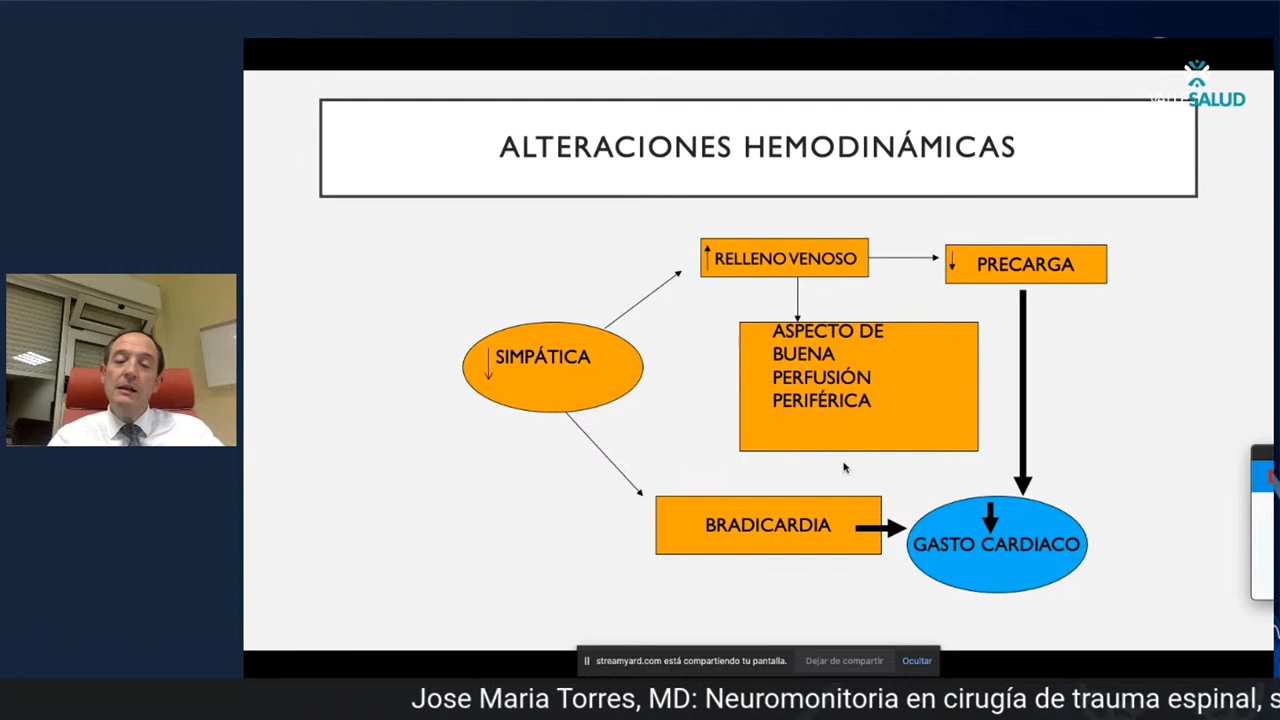 VALLE SALUD
ALTERACIONES HEMODINÁMICAS
RELLENO VENOSO
PRECARGA
SIMPÁTICA
ASPECTO DE
BUENA
PERFUSIÓN
PERIFÉRICA
BRADICARDIA
GASTO CARDIACO
streamyard.com está compartiendo tu pantalla.
Dejar de compartir
Ocultar
Jose Maria Torres, MD: Neuromonitoria en cirugía de trauma espinal, s